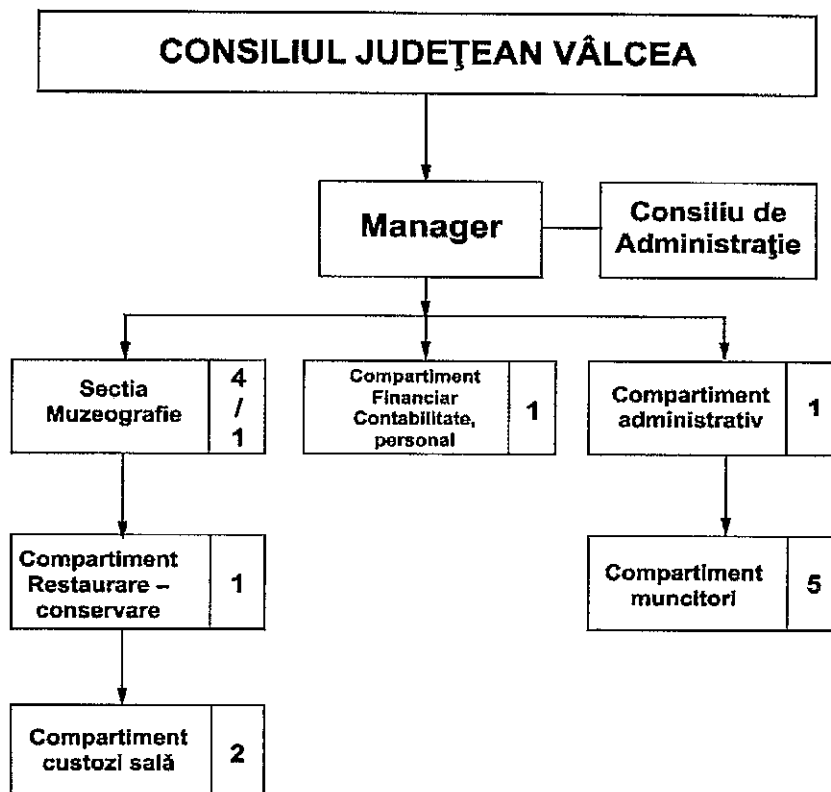 CONSILIUL JUDEŢEAN VÂLCEA
Manager
Consiliu de
Administraţie
Sectia
Muzeografie
4
/
1
Compartiment
Financiar
Contabilitate,
personal
1
Compartiment
administrativ
1
Compartiment
Restaurare –
conservare
1
Compartiment
muncitori
5
Compartiment
custozi sală
2